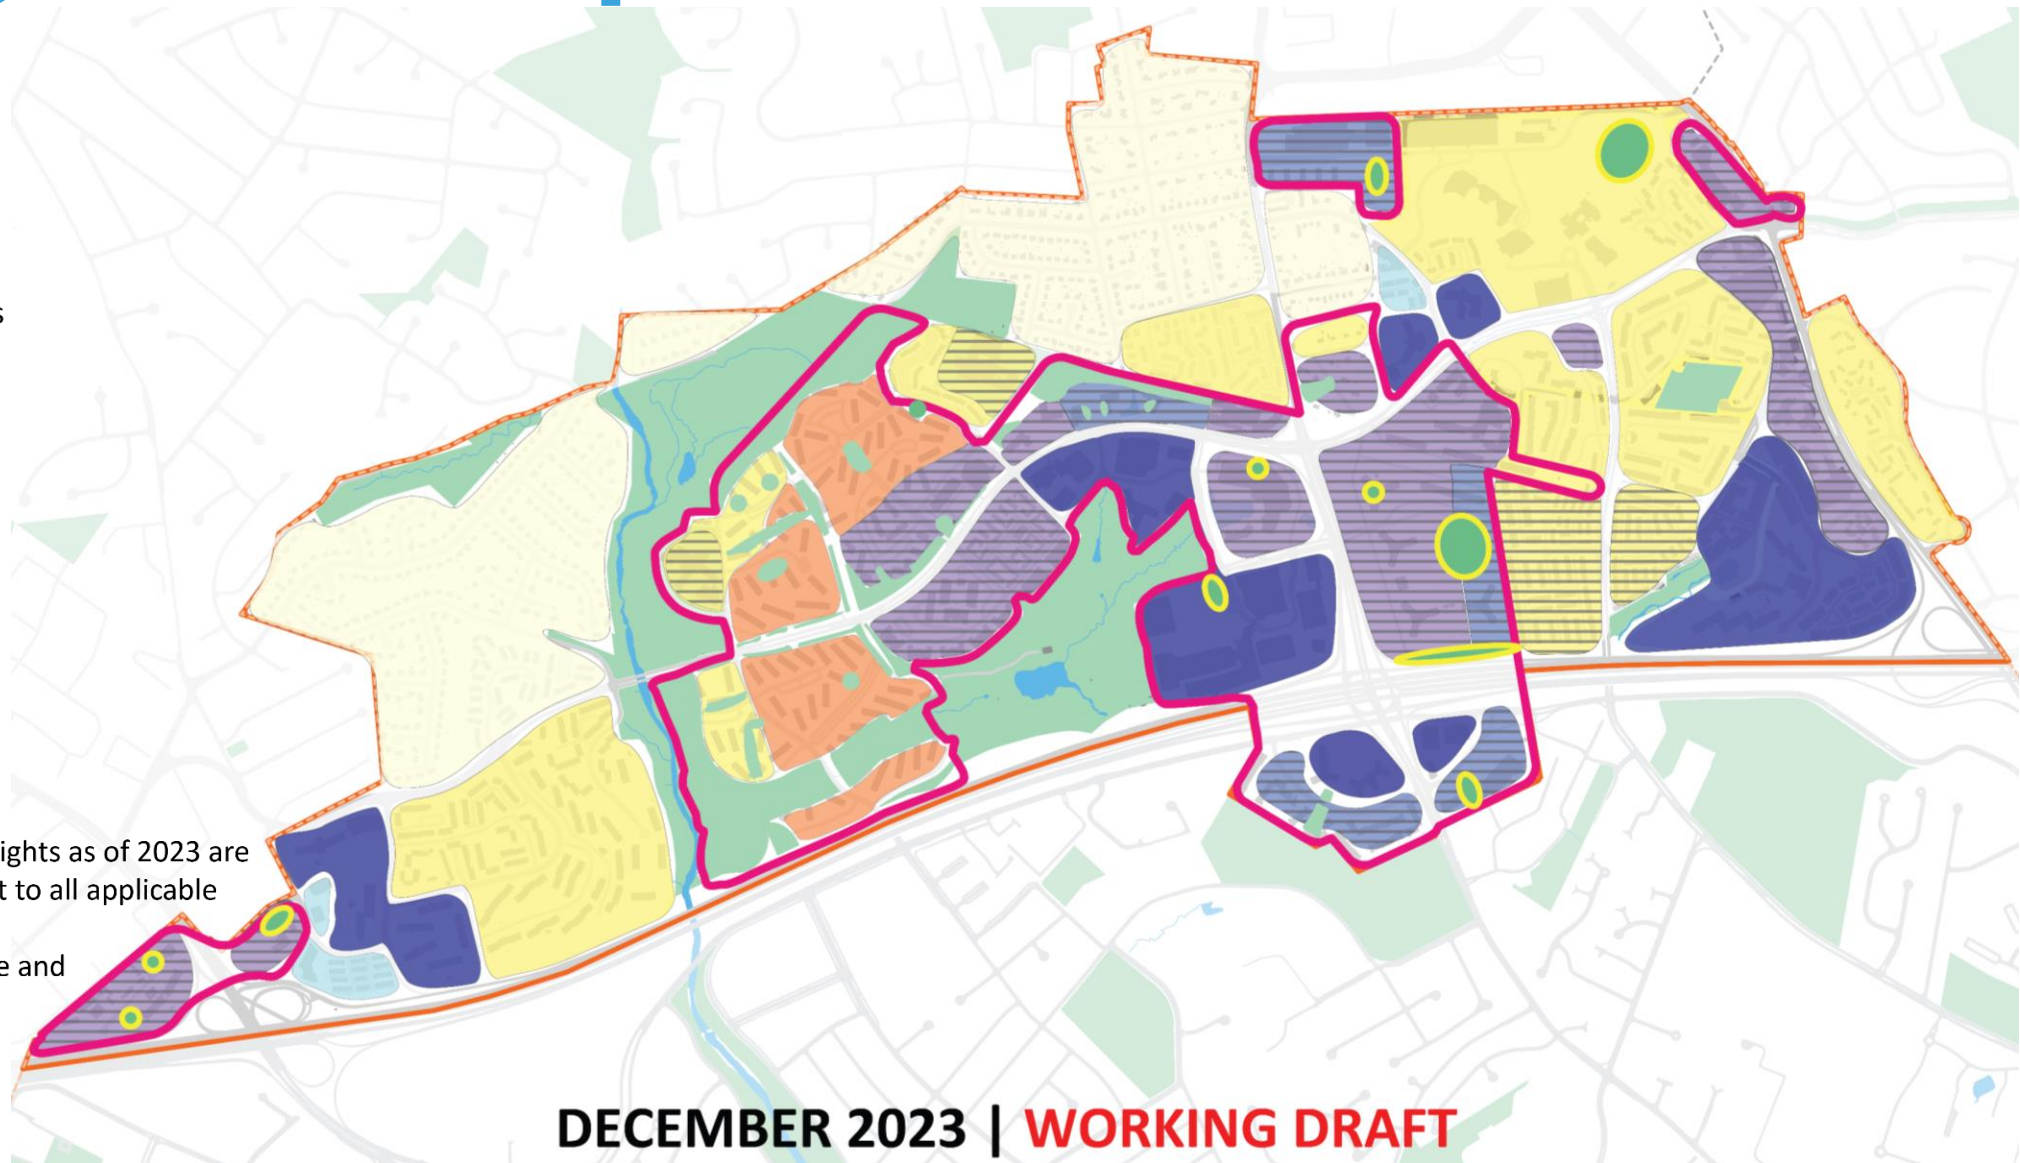 s
ights as of 2023 are
t to all applicable
e and
DECEMBER 2023 | WORKING DRAFT